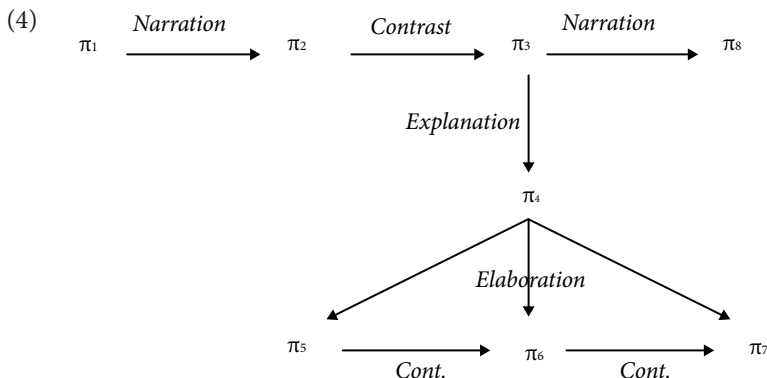 (4)
Narration Contrast Narration
π₁ π₂ π₃ π₈
Explanation
π₄
Elaboration
π₅ π₆ π₇
Cont. Cont.